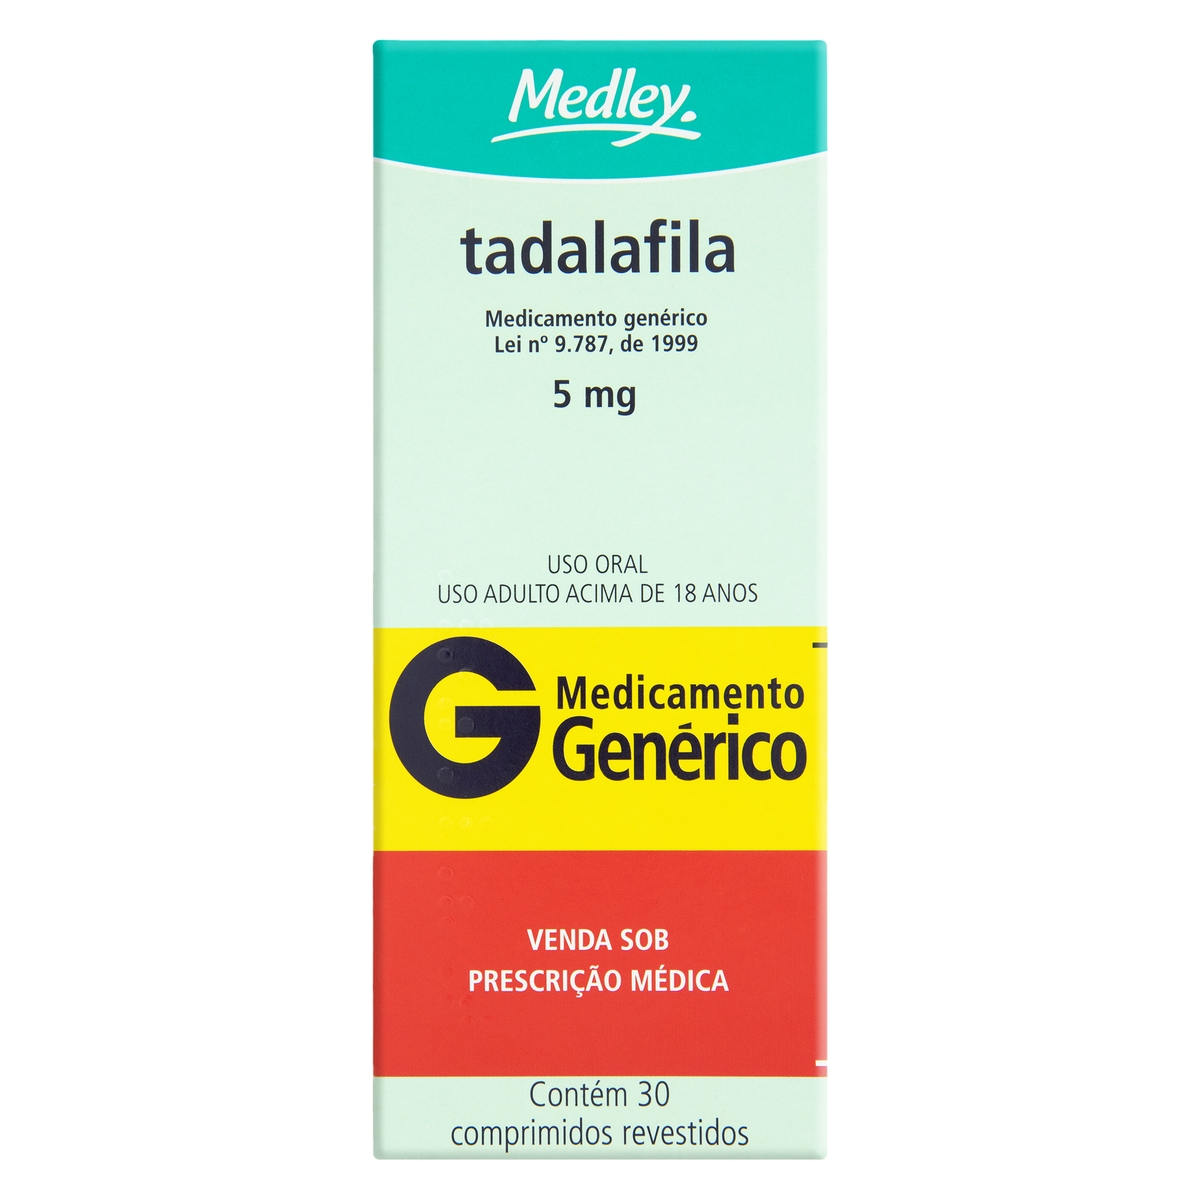 Medley.
tadalafila
Medicamento genérico
Lei nº 9.787, de 1999
5 mg
USO ORAL
USO ADULTO ACIMA DE 18 ANOS
G Medicamento
Genérico
VENDA SOB
PRESCRIÇÃO MÉDICA
Contém 30
comprimidos revestidos